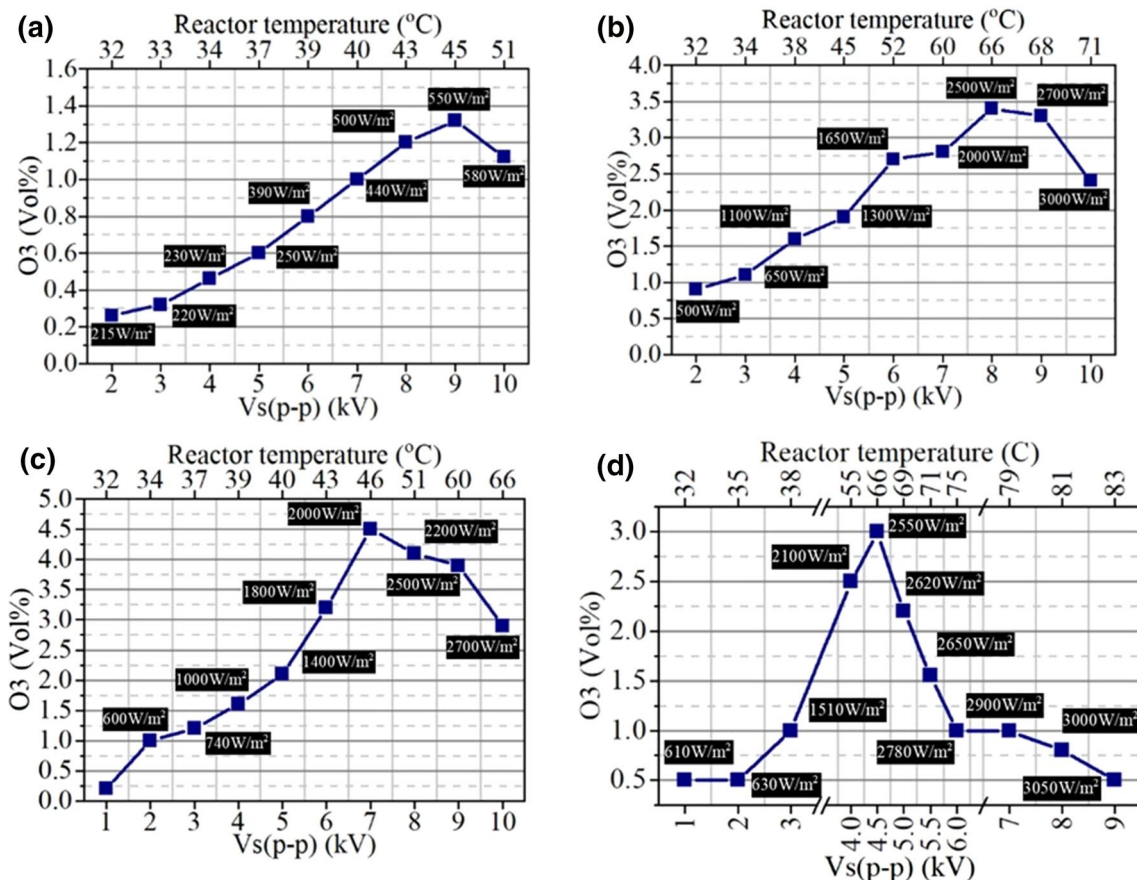 (a)
Reactor temperature (°C)
32 33 34 37 39 40 43 45 51
O3 (Vol%)
1.6
1.4
1.2
1.0
0.8
0.6
0.4
0.2
0.0
550W/m²
500W/m²
580W/m²
440W/m²
390W/m²
250W/m²
230W/m²
220W/m²
215W/m²
2 3 4 5 6 7 8 9 10
Vs(p-p) (kV)
(b)
Reactor temperature (°C)
32 34 38 45 52 60 66 68 71
O3 (Vol%)
4.0
3.5
3.0
2.5
2.0
1.5
1.0
0.5
0.0
2500W/m²
2700W/m²
1650W/m²
2000W/m²
3000W/m²
1100W/m²
1300W/m²
650W/m²
500W/m²
2 3 4 5 6 7 8 9 10
Vs(p-p) (kV)
(c)
Reactor temperature (°C)
32 34 37 39 40 43 46 51 60 66
O3 (Vol%)
5.0
4.5
4.0
3.5
3.0
2.5
2.0
1.5
1.0
0.5
0.0
2000W/m²
2200W/m²
1800W/m²
2500W/m²
2700W/m²
1000W/m²
1400W/m²
600W/m²
740W/m²
1 2 3 4 5 6 7 8 9 10
Vs(p-p) (kV)
(d)
Reactor temperature (C)
32 35 38 55 66 69 71 75 79 81 83
O3 (Vol%)
3.0
2.5
2.0
1.5
1.0
0.5
2550W/m²
2100W/m²
2620W/m²
2650W/m²
1510W/m²
2900W/m²
3000W/m²
610W/m²
2780W/m²
630W/m²
3050W/m²
1 2 3 4.0 4.5 5.0 5.5 6.0 7 8 9
Vs(p-p) (kV)